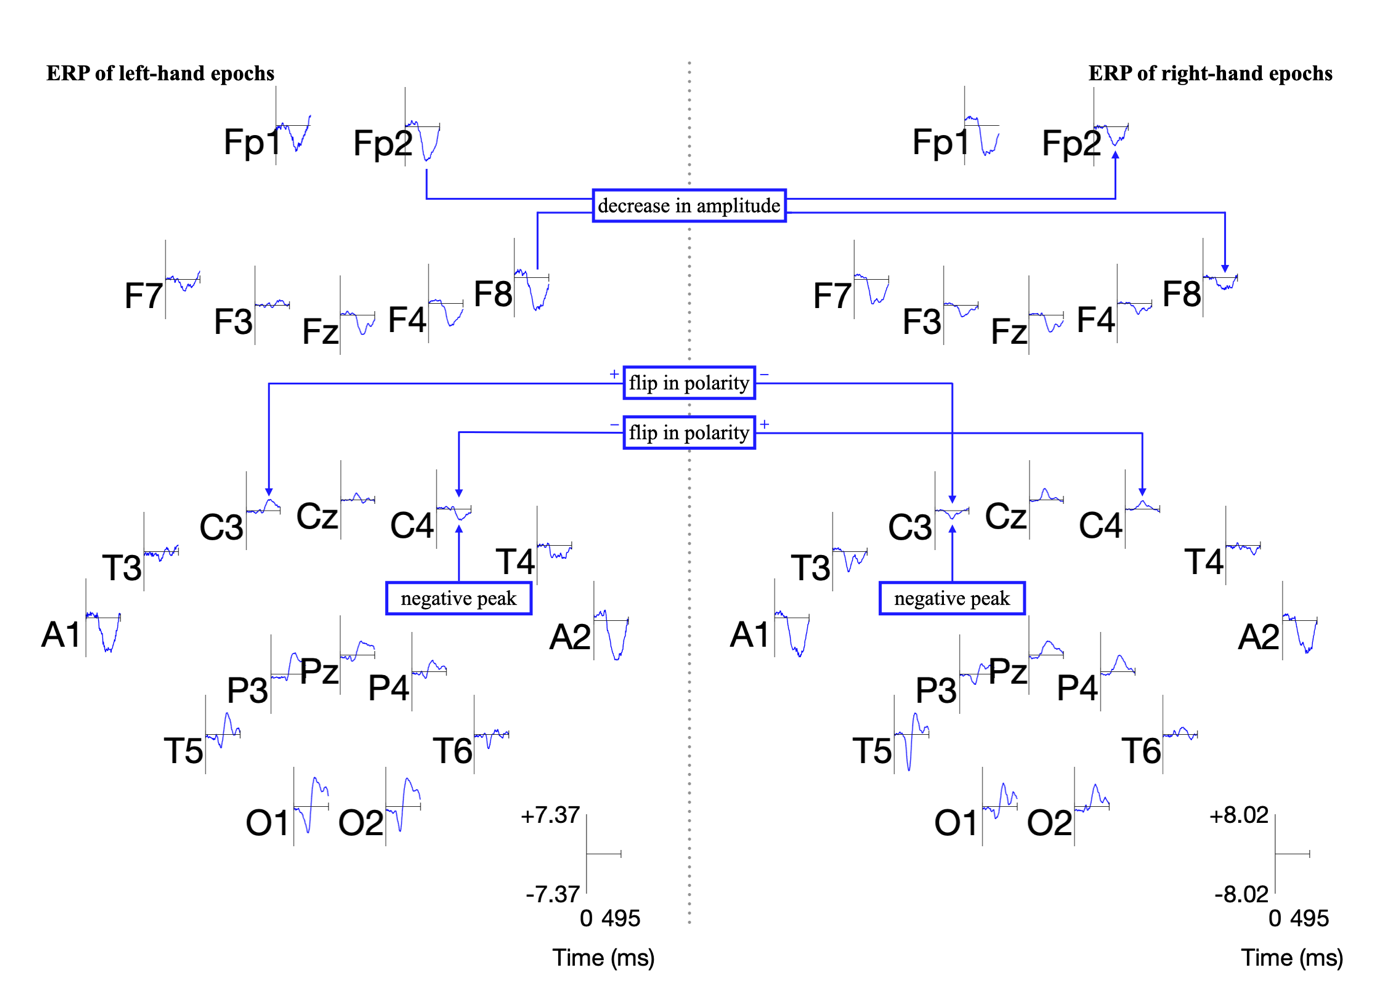 ERP of left-hand epochs
ERP of right-hand epochs
Fp1
Fp2
Fp1
Fp2
decrease in amplitude
F7
F3
Fz
F4
F8
F7
F3
Fz
F4
F8
+ flip in polarity −
− flip in polarity +
C3
Cz
C4
T3
T4
C3
Cz
C4
T3
T4
negative peak
negative peak
A1
A2
A1
A2
P3
Pz
P4
P3
Pz
P4
T5
T6
T5
T6
O1
O2
O1
O2
+7.37
-7.37
0 495
Time (ms)
+8.02
-8.02
0 495
Time (ms)